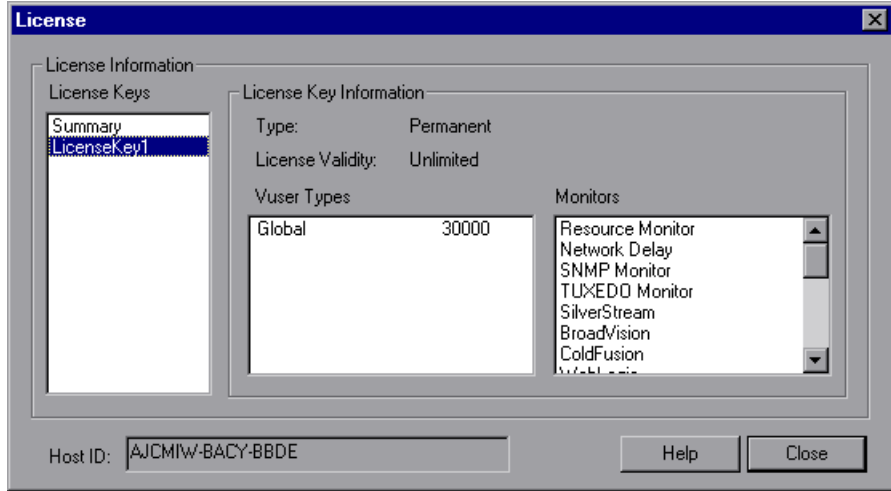 License
License Information
License Keys
Summary
LicenseKey1
License Key Information
Type: Permanent
License Validity: Unlimited
Vuser Types
Global 30000
Monitors
Resource Monitor
Network Delay
SNMP Monitor
TUXEDO Monitor
SilverStream
BroadVision
ColdFusion
Host ID: AJCMIW-BACY-BBDE
Help
Close